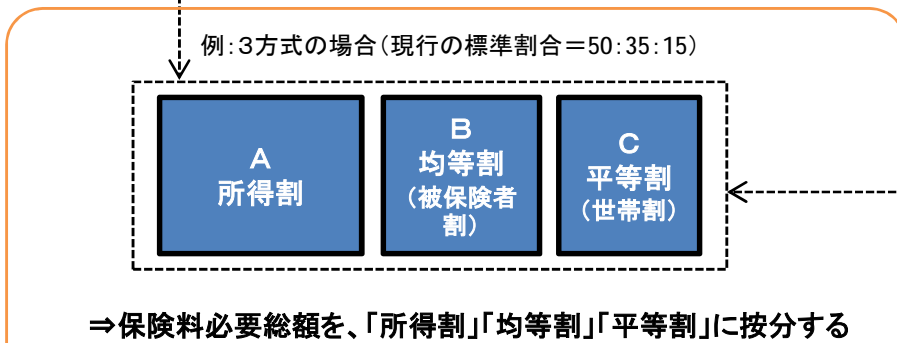 例：３方式の場合（現行の標準割合＝50：35：15）
Ａ
所得割
Ｂ
均等割
（被保険者
割）
Ｃ
平等割
（世帯割）
⇒保険料必要総額を、「所得割」「均等割」「平等割」に按分する